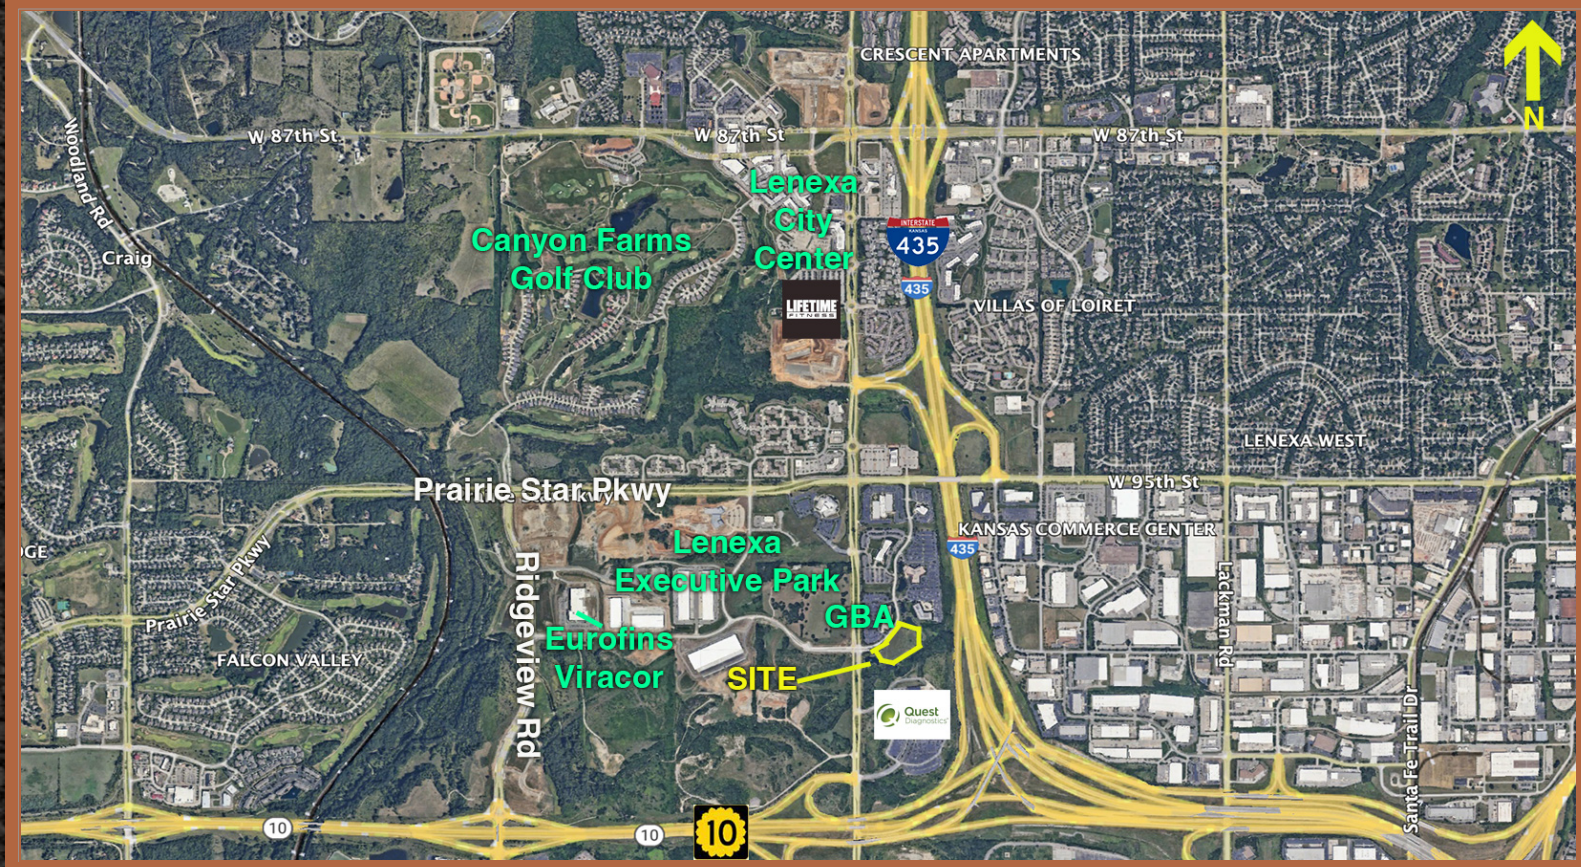 CRESCENT APARTMENTS
N
W 87th St.
W 87th St
W 87th St
Woodland Rd
Lenexa
City
Center
Canyon Farms
Golf Club
INTERSTATE
KANSAS
435
Craig
435
LIFETIME
FITNESS
VILLAS OF LOIRET
LENEXA WEST
Prairie Star Pkwy
Pkwy
W 95th St
KANSAS COMMERCE CENTER
435
DGE
Lenexa
Executive Park
Prairie Star Pkwy
Ridgeview Rd
Lackman Rd
GBA
Eurofins
Viracor
FALCON VALLEY
SITE
Quest
Diagnostics
Santa Fe Trail Dr
10
10
10